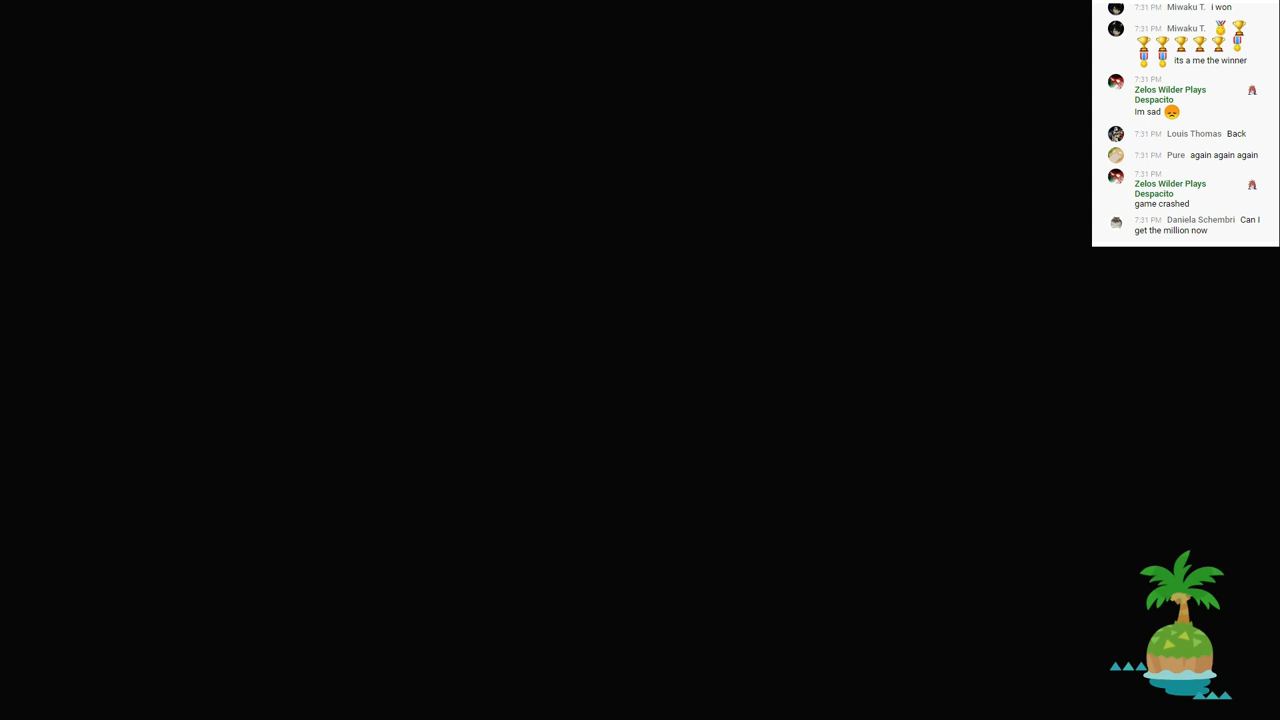 7:31 PM Miwaku T. i won
7:31 PM Miwaku T.
its a me the winner
7:31 PM
Zelos Wilder Plays
Despacito
Im sad
7:31 PM Louis Thomas Back
7:31 PM Pure again again again
7:31 PM
Zelos Wilder Plays
Despacito
game crashed
7:31 PM Daniela Schembri Can I
get the million now